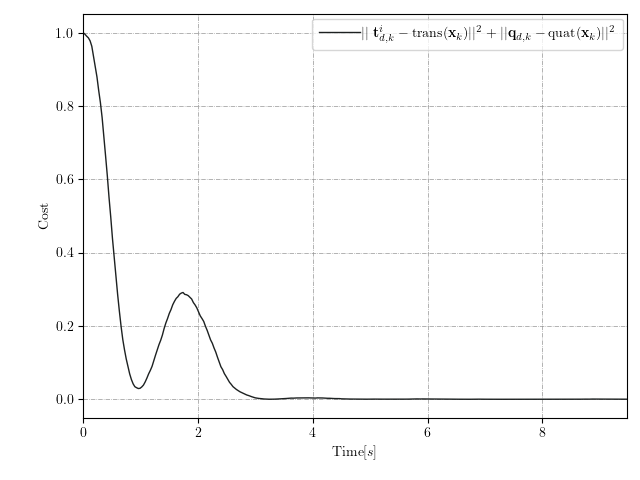 || t^i_{d,k} − trans(x_k)||² + ||q_{d,k} − quat(x_k)||²
1.0
0.8
0.6
0.4
0.2
0.0
Cost
0 2 4 6 8
Time[s]